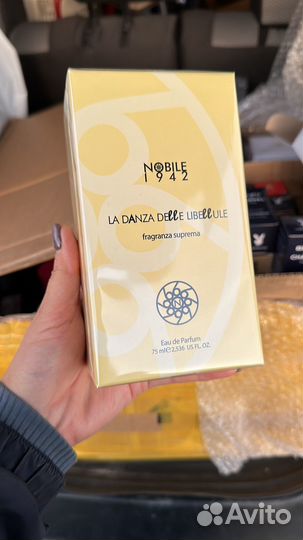 NOBILE
1942
LA DANZA DELLE LIBELLULE
fragranza suprema
N
Eau de Parfum
75 ml℮2,536 US FL. OZ.
Avito